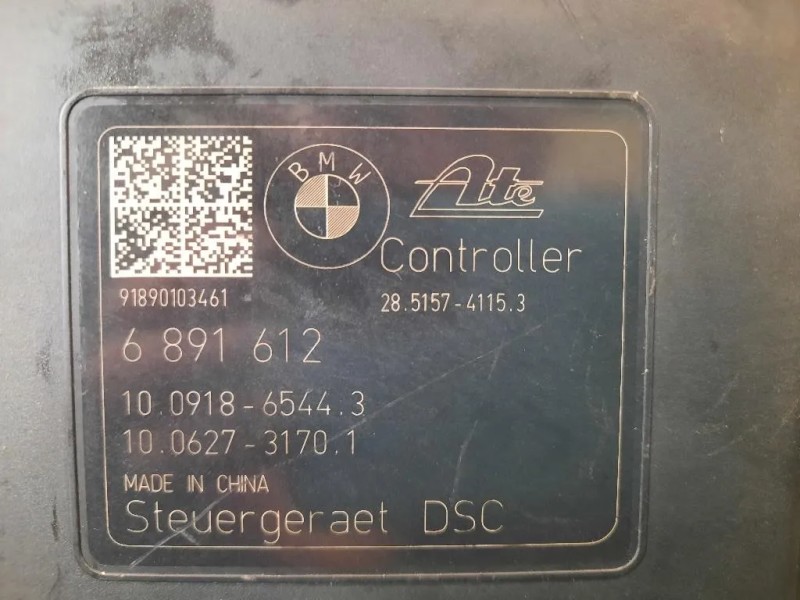 BMW
Ate
Controller
91890103461
28.5157-4115.3
6 891 612
10.0918-6544.3
10.0627-3170.1
MADE IN CHINA
Steuergeraet DSC